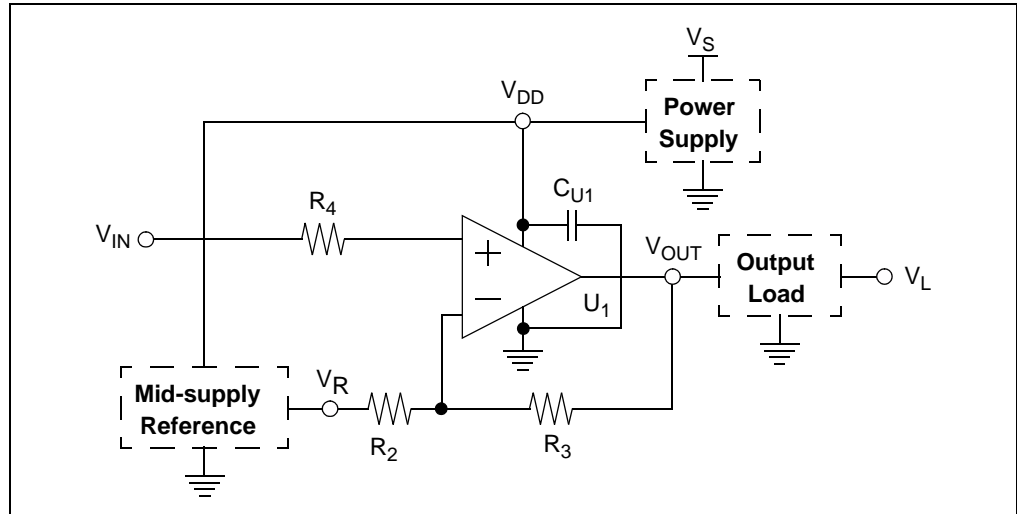 V_S
Power
Supply
V_DD
C_U1
R_4
V_IN
+
−
V_OUT
U_1
Output
Load
V_L
Mid-supply
Reference
V_R
R_2
R_3